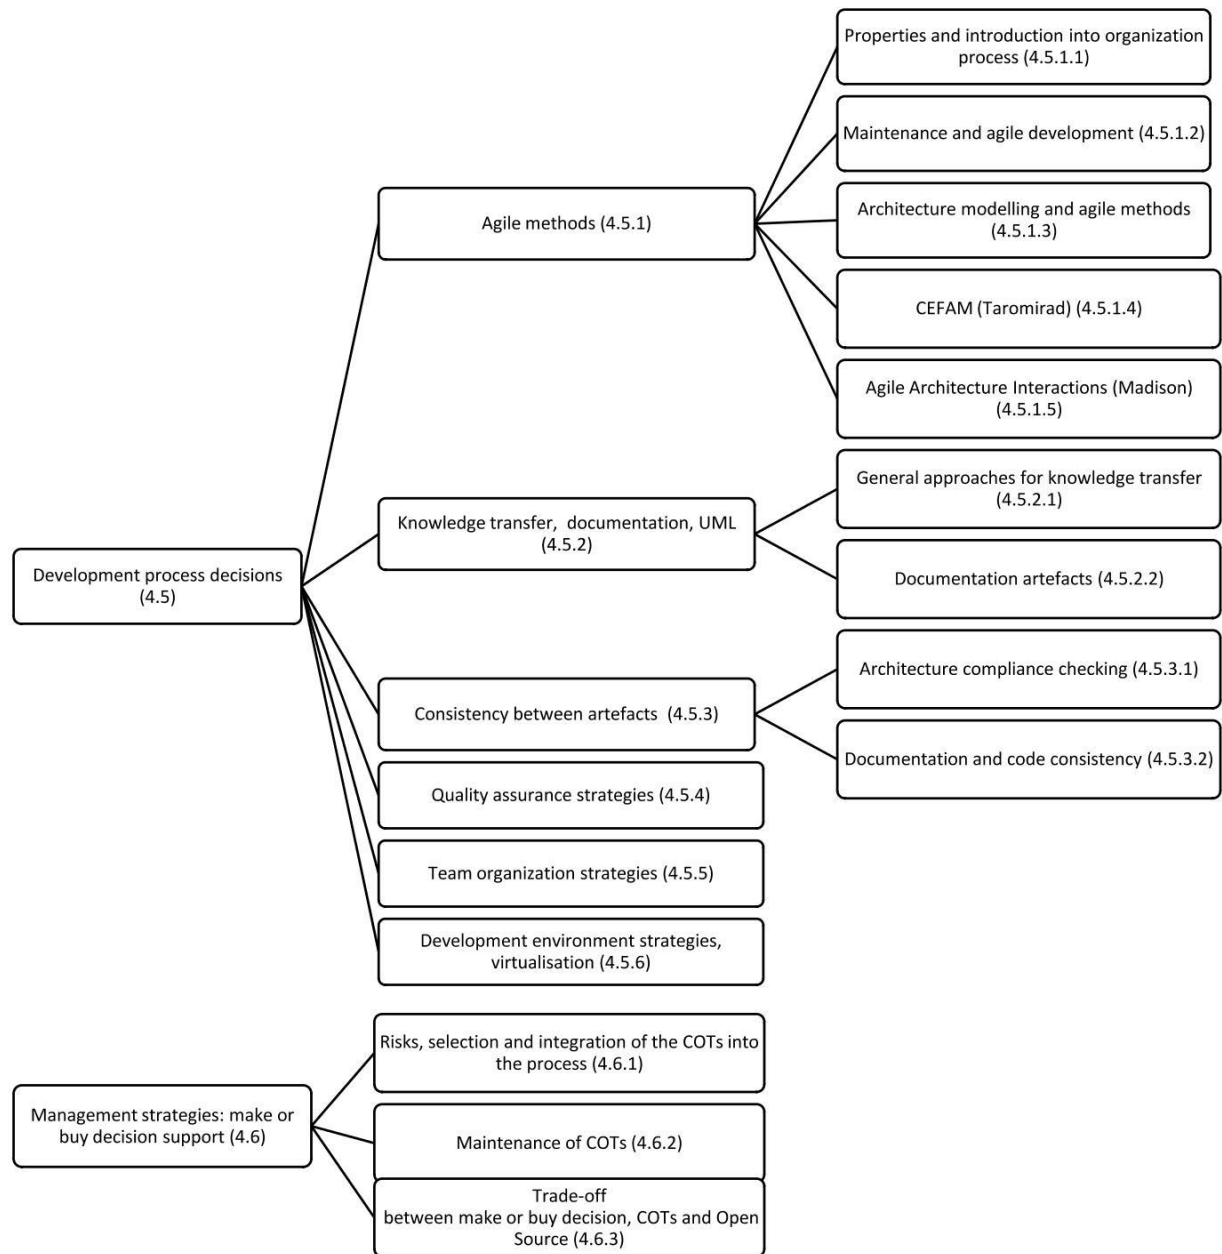 Properties and introduction into organization
process (4.5.1.1)
Maintenance and agile development (4.5.1.2)
Agile methods (4.5.1)
Architecture modelling and agile methods
(4.5.1.3)
CEFAM (Taromirad) (4.5.1.4)
Agile Architecture Interactions (Madison)
(4.5.1.5)
Development process decisions
(4.5)
Knowledge transfer,  documentation, UML
(4.5.2)
General approaches for knowledge transfer
(4.5.2.1)
Documentation artefacts (4.5.2.2)
Consistency between artefacts  (4.5.3)
Architecture compliance checking (4.5.3.1)
Documentation and code consistency (4.5.3.2)
Quality assurance strategies (4.5.4)
Team organization strategies (4.5.5)
Development environment strategies,
virtualisation (4.5.6)
Management strategies: make or
buy decision support (4.6)
Risks, selection and integration of the COTs into
the process (4.6.1)
Maintenance of COTs (4.6.2)
Trade-off
between make or buy decision, COTs and Open
Source (4.6.3)